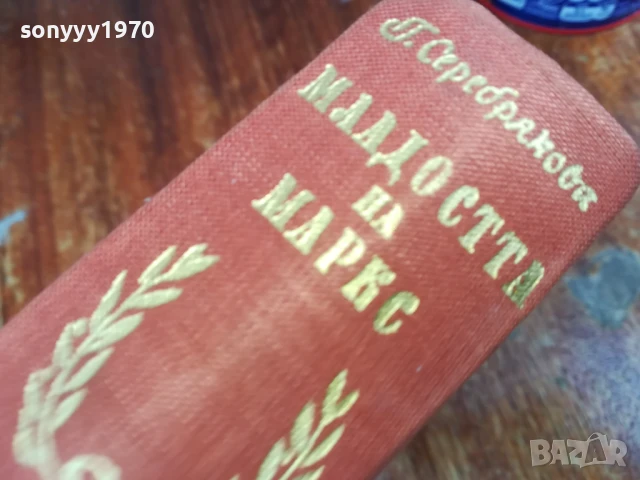 sonyyy1970
Г. Серебрякова
МЛАДОСТТА
НА
МАРКС
BAZAR